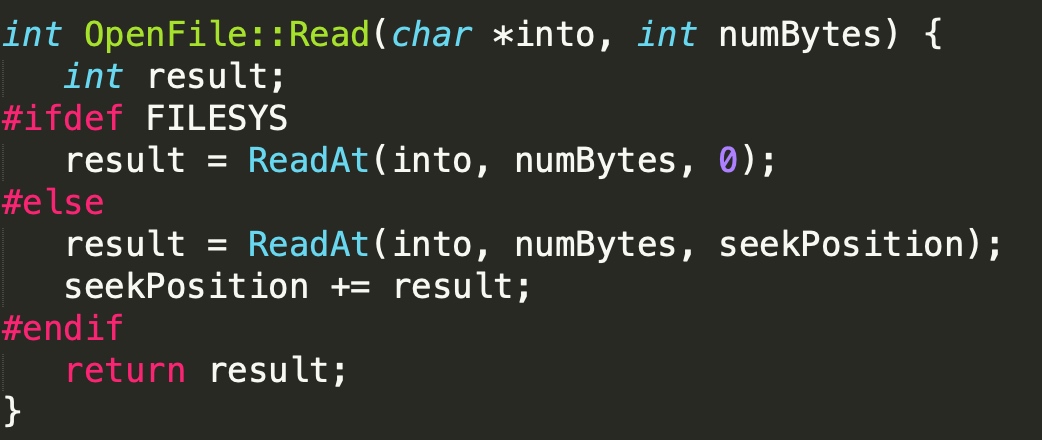 int OpenFile::Read(char *into, int numBytes) {
   int result;
#ifdef FILESYS
   result = ReadAt(into, numBytes, 0);
#else
   result = ReadAt(into, numBytes, seekPosition);
   seekPosition += result;
#endif
   return result;
}